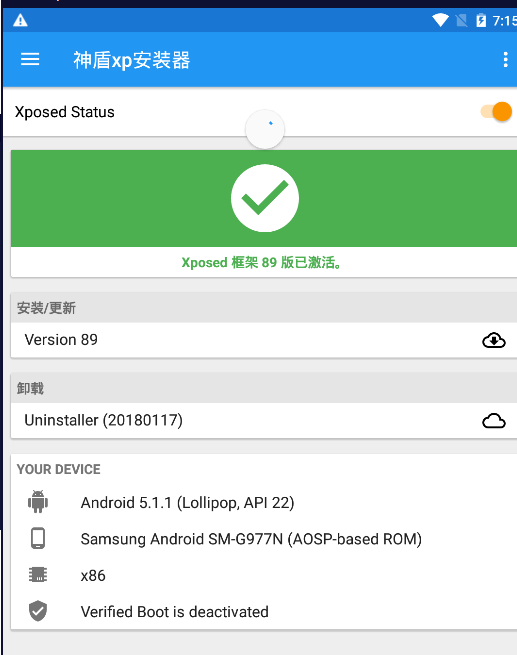 7:15
神盾xp安装器
Xposed Status
Xposed 框架 89 版已激活。
安装/更新
Version 89
卸载
Uninstaller (20180117)
YOUR DEVICE
Android 5.1.1 (Lollipop, API 22)
Samsung Android SM-G977N (AOSP-based ROM)
x86
Verified Boot is deactivated